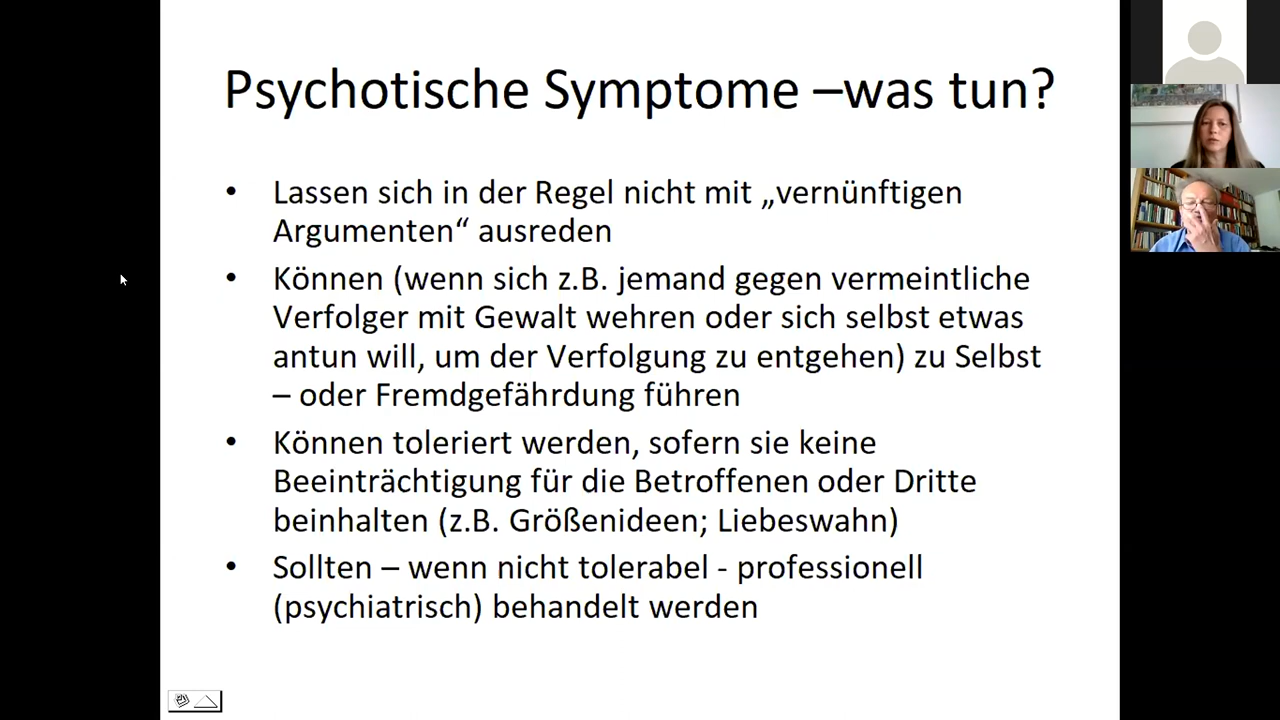 Psychotische Symptome –was tun?
• Lassen sich in der Regel nicht mit „vernünftigen
Argumenten“ ausreden
• Können (wenn sich z.B. jemand gegen vermeintliche
Verfolger mit Gewalt wehren oder sich selbst etwas
antun will, um der Verfolgung zu entgehen) zu Selbst
– oder Fremdgefährdung führen
• Können toleriert werden, sofern sie keine
Beeinträchtigung für die Betroffenen oder Dritte
beinhalten (z.B. Größenideen; Liebeswahn)
• Sollten – wenn nicht tolerabel - professionell
(psychiatrisch) behandelt werden